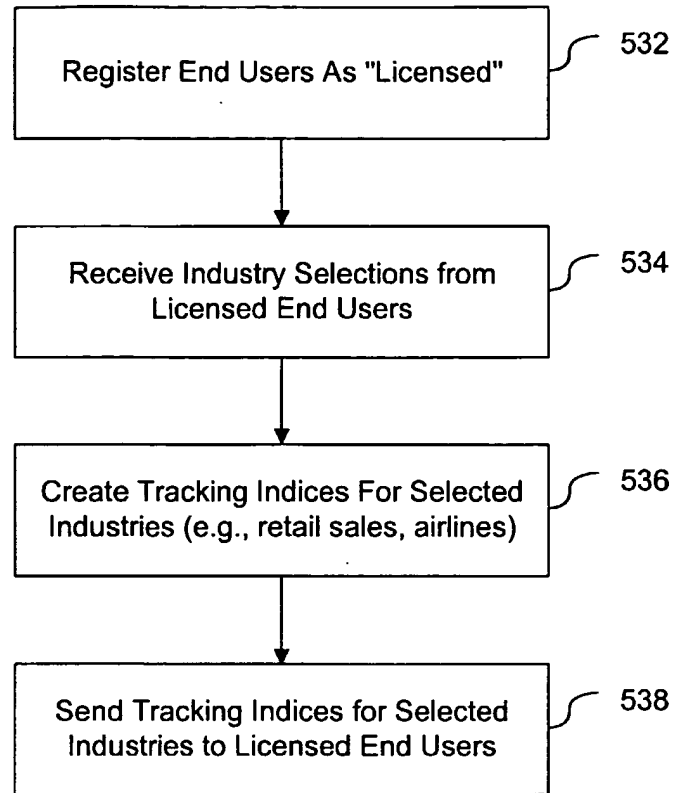 Register End Users As "Licensed"
532
Receive Industry Selections from
Licensed End Users
534
Create Tracking Indices For Selected
Industries (e.g., retail sales, airlines)
536
Send Tracking Indices for Selected
Industries to Licensed End Users
538